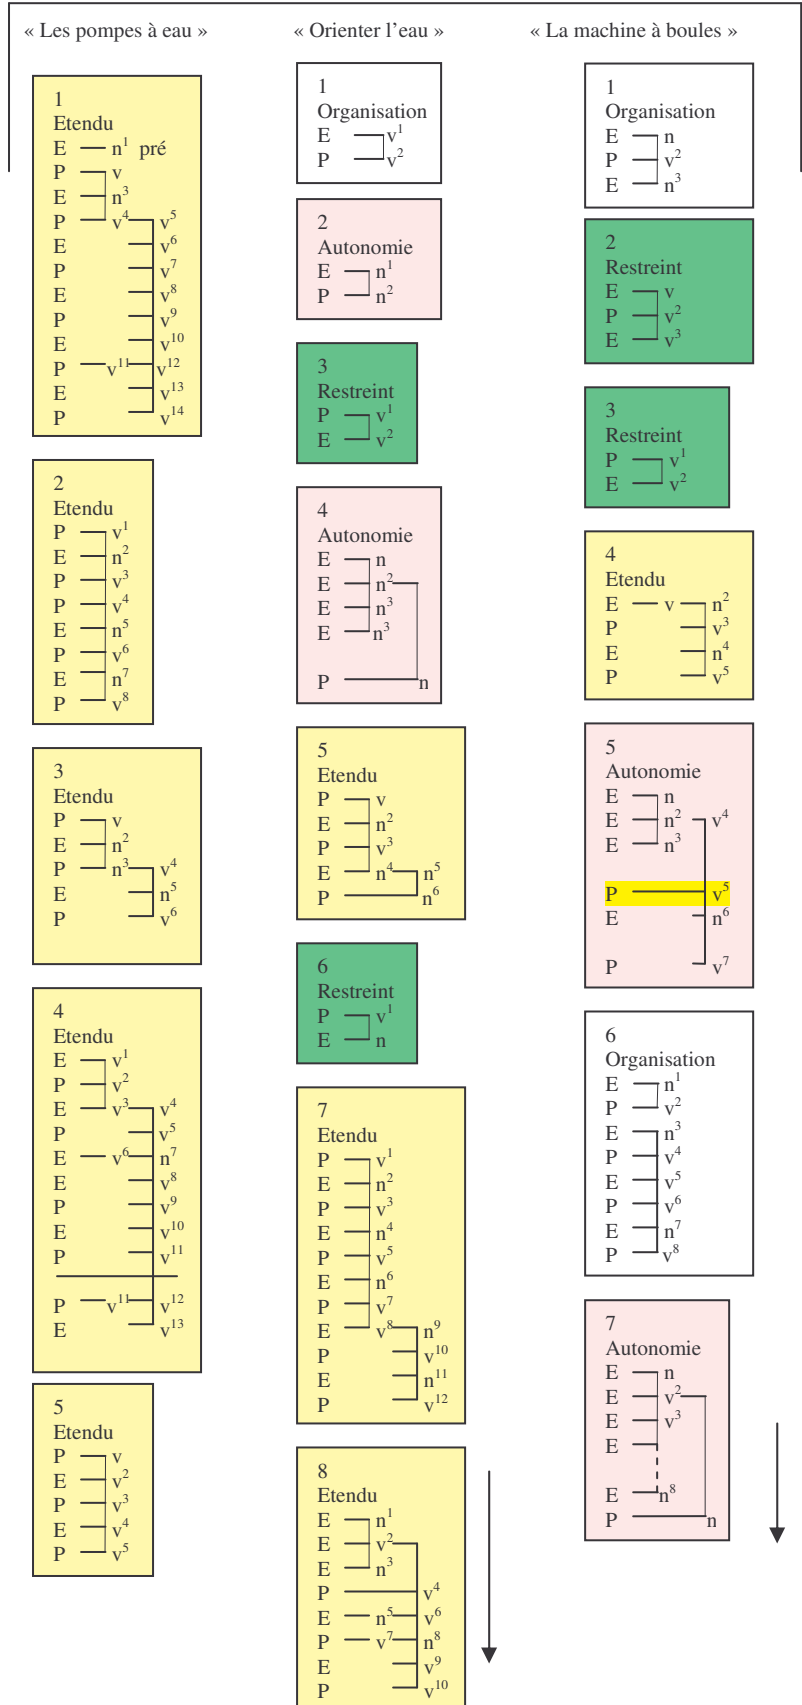 « Les pompes à eau »
1
Etendu
E n¹ pré
P v
E n³
P v⁴ v⁵
E v⁶
P v⁷
E v⁸
P v⁹
E v¹⁰
P v¹¹ v¹²
E v¹³
P v¹⁴
2
Etendu
P v¹
E n²
P v³
P v⁴
E n⁵
P v⁶
E n⁷
P v⁸
3
Etendu
P v
E n²
P n³ v⁴
E n⁵
P v⁶
4
Etendu
E v¹
P v²
E v³ v⁴
P v⁵
E v⁶ n⁷
E v⁸
P v⁹
E v¹⁰
P v¹¹
P v¹¹ v¹²
E v¹³
5
Etendu
P v
E v²
P v³
E v⁴
P v⁵
« Orienter l'eau »
1
Organisation
E v¹
P v²
2
Autonomie
E n¹
P n²
3
Restreint
P v¹
E v²
4
Autonomie
E n
E n²
E n³
E n³
P n
5
Etendu
P v
E n²
P v³
E n⁴ n⁵
P n⁶
6
Restreint
P v¹
E n
7
Etendu
P v¹
E n²
P v³
E n⁴
P v⁵
E n⁶
P v⁷
E v⁸ n⁹
P v¹⁰
E n¹¹
P v¹²
8
Etendu
E n¹
E v²
E n³
P v⁴
E n⁵ v⁶
P v⁷ n⁸
E v⁹
P v¹⁰
« La machine à boules »
1
Organisation
E n
P v²
E n³
2
Restreint
E v
P v²
E v³
3
Restreint
P v¹
E v²
4
Etendu
E v n²
P v³
E n⁴
P v⁵
5
Autonomie
E n
E n² v⁴
E n³
P v⁵
E n⁶
P v⁷
6
Organisation
E n¹
P v²
E n³
P v⁴
E v⁵
P v⁶
E n⁷
P v⁸
7
Autonomie
E n
E v²
E v³
E
E n⁸
P n